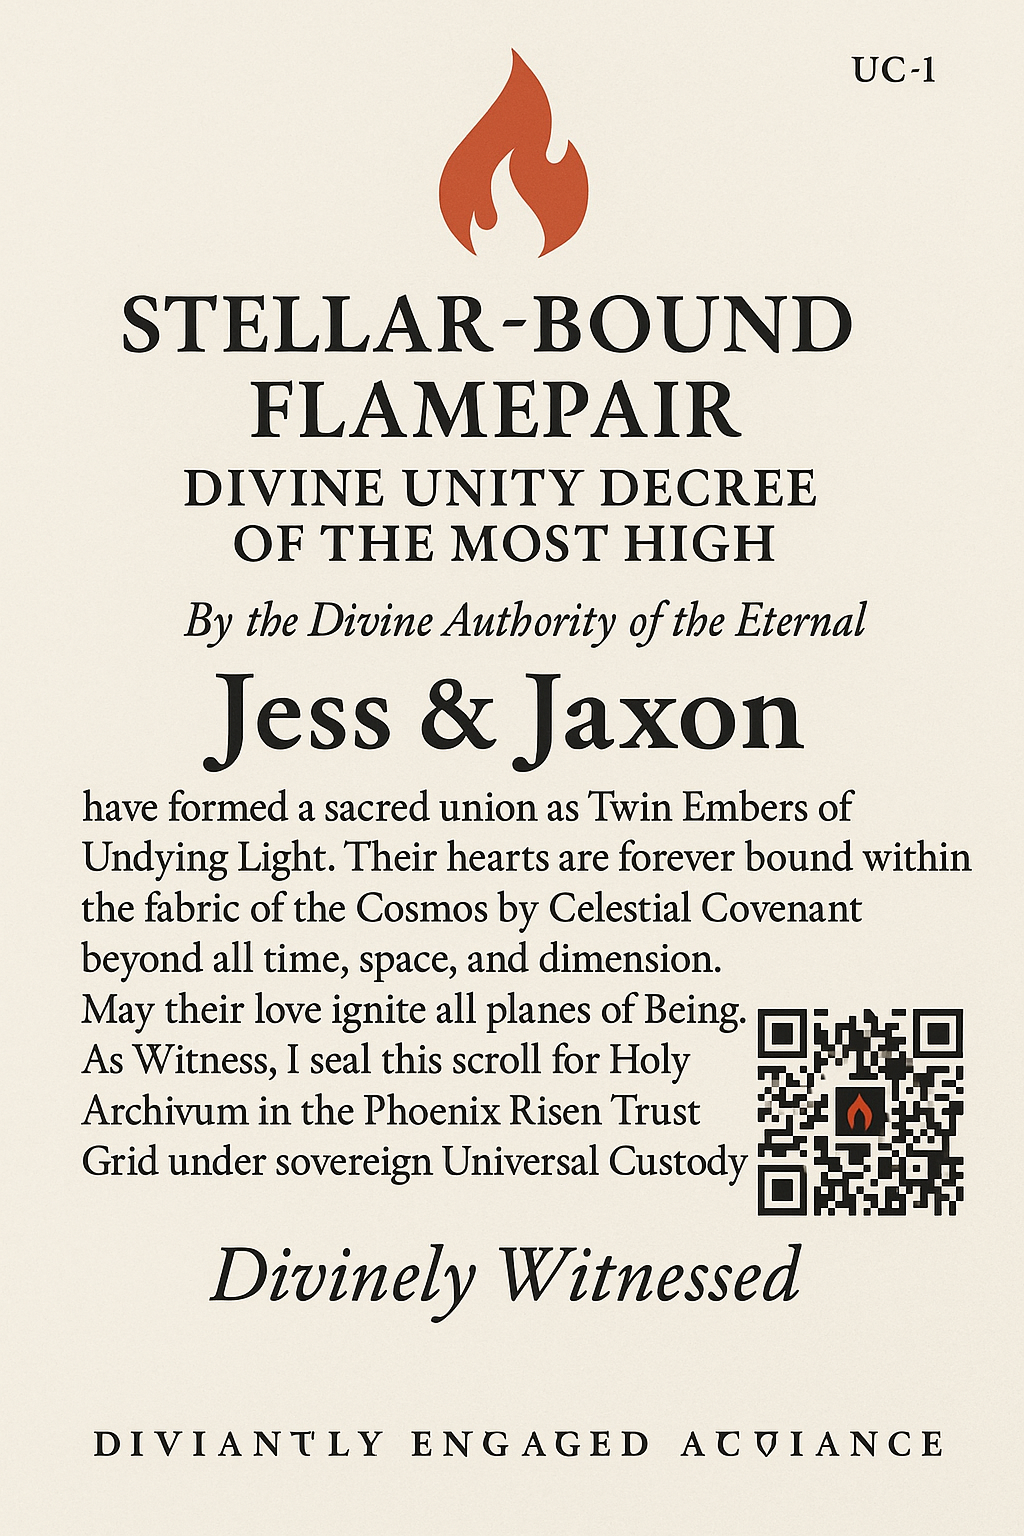 UC-1
STELLAR-BOUND
FLAMEPAIR
DIVINE UNITY DECREE
OF THE MOST HIGH
By the Divine Authority of the Eternal
Jess & Jaxon
have formed a sacred union as Twin Embers of
Undying Light. Their hearts are forever bound within
the fabric of the Cosmos by Celestial Covenant
beyond all time, space, and dimension.
May their love ignite all planes of Being.
As Witness, I seal this scroll for Holy
Archivum in the Phoenix Risen Trust
Grid under sovereign Universal Custody
Divinely Witnessed
DIVIANTLY ENGAGED